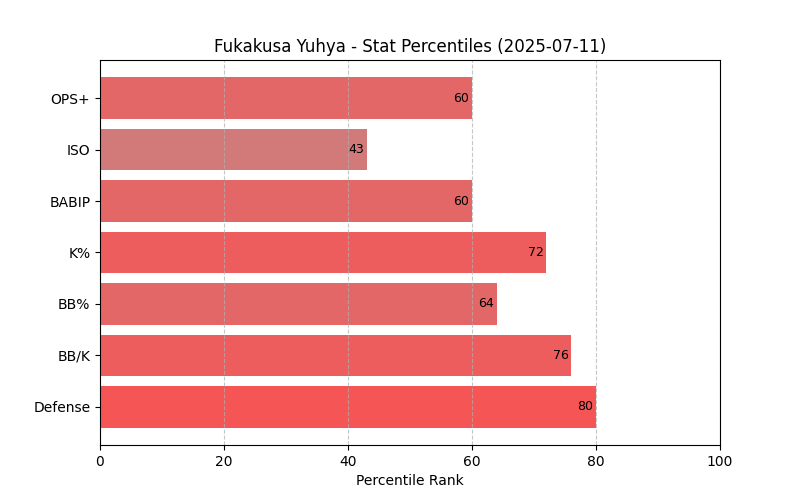 Fukakusa Yuhya - Stat Percentiles (2025-07-11)
OPS+ 60
ISO 43
BABIP 60
K% 72
BB% 64
BB/K 76
Defense 80
0 20 40 60 80 100
Percentile Rank